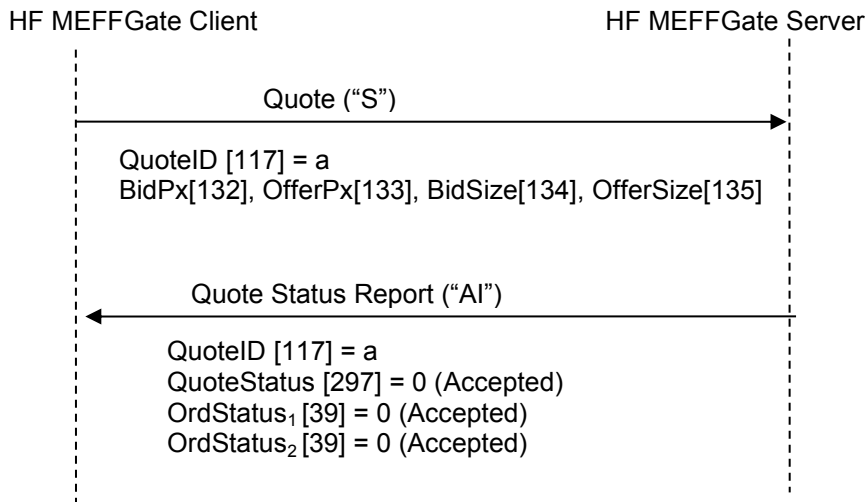 HF MEFFGate Client
HF MEFFGate Server
Quote (“S”)
QuoteID [117] = a
BidPx[132], OfferPx[133], BidSize[134], OfferSize[135]
Quote Status Report (“AI”)
QuoteID [117] = a
QuoteStatus [297] = 0 (Accepted)
OrdStatus₁ [39] = 0 (Accepted)
OrdStatus₂ [39] = 0 (Accepted)